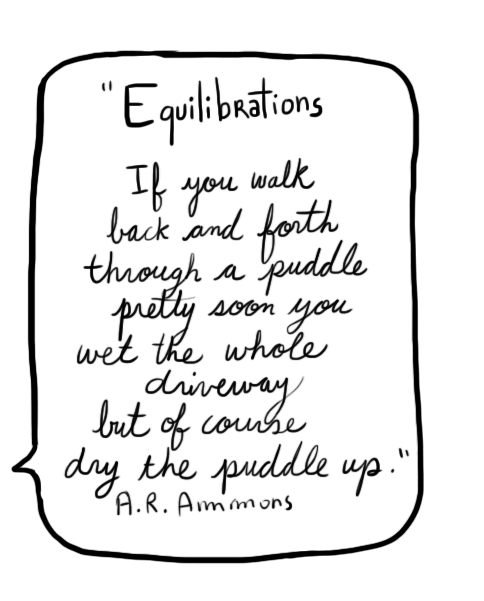 "Equilibrations
If you walk
back and forth
through a puddle
pretty soon you
wet the whole
driveway
but of course
dry the puddle up."
A.R. Ammons